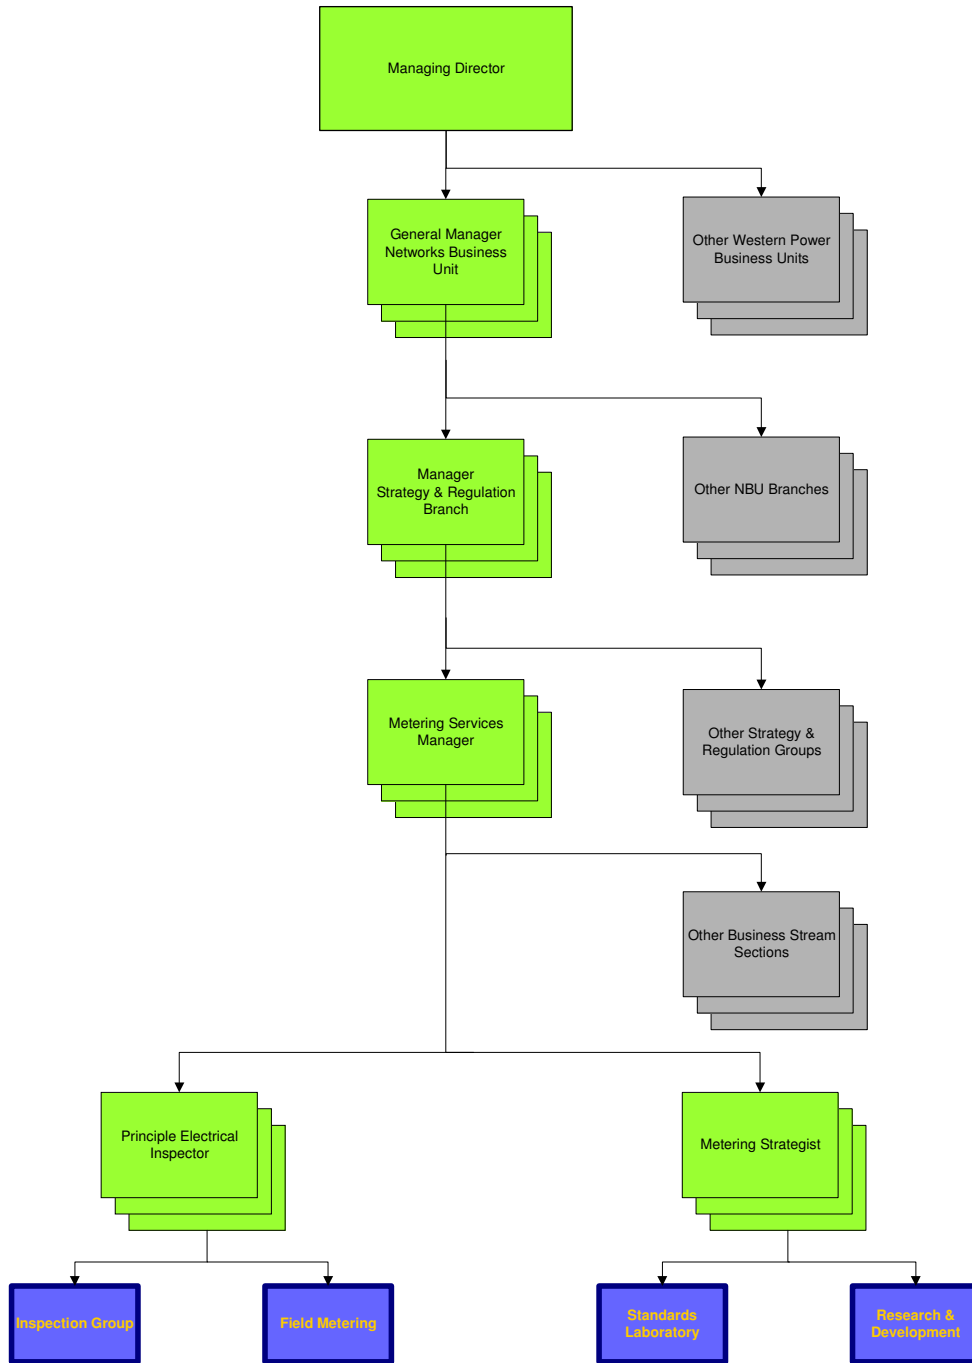 Managing Director
General Manager
Networks Business
Unit
Other Western Power
Business Units
Manager
Strategy & Regulation
Branch
Other NBU Branches
Metering Services
Manager
Other Strategy &
Regulation Groups
Other Business Stream
Sections
Principle Electrical
Inspector
Metering Strategist
Inspection Group
Field Metering
Standards
Laboratory
Research &
Development